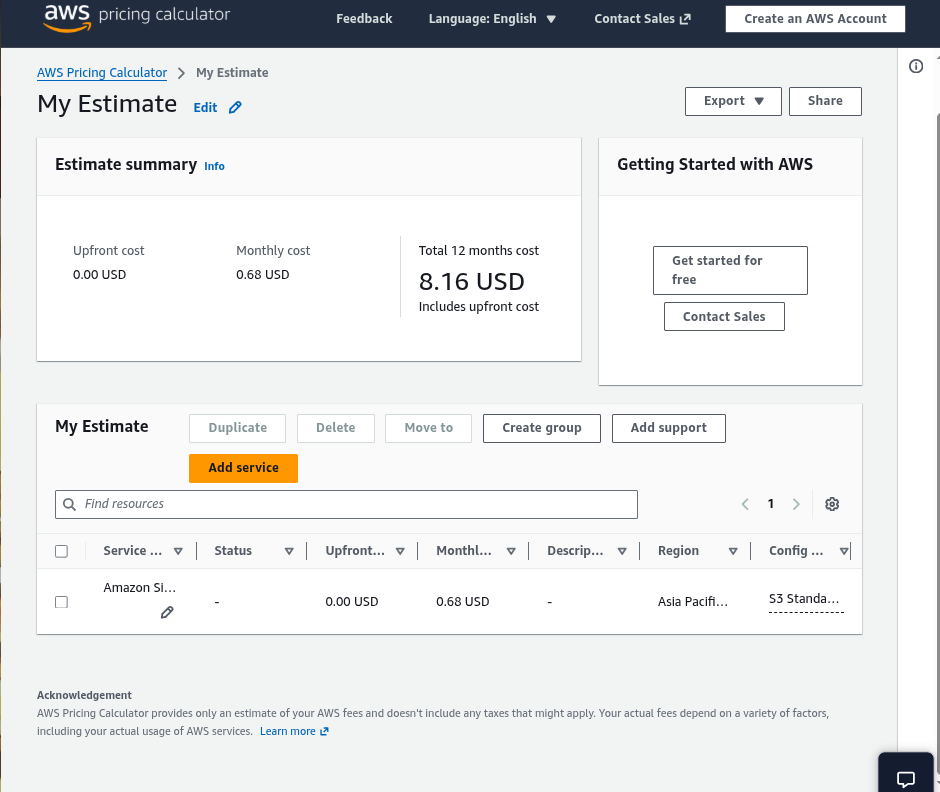 aws pricing calculator
Feedback Language: English Contact Sales Create an AWS Account
AWS Pricing Calculator My Estimate
My Estimate Edit
Export Share
Estimate summary Info
Upfront cost
0.00 USD
Monthly cost
0.68 USD
Total 12 months cost
8.16 USD
Includes upfront cost
Getting Started with AWS
Get started for
free
Contact Sales
My Estimate Duplicate Delete Move to Create group Add support
Add service
Find resources
1
Service ... Status Upfront... Monthl... Descrip... Region Config ...
Amazon Si... - 0.00 USD 0.68 USD - Asia Pacifi... S3 Standa...
Acknowledgement
AWS Pricing Calculator provides only an estimate of your AWS fees and doesn't include any taxes that might apply. Your actual fees depend on a variety of factors,
including your actual usage of AWS services. Learn more